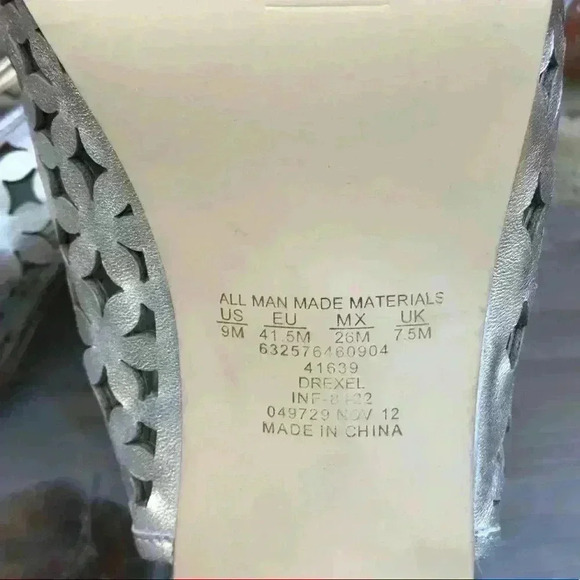 ALL MAN MADE MATERIALS
US EU MX UK
9M 41.5M 26M 7.5M
632576460904
41639
DREXEL
049729 NOV 12
MADE IN CHINA